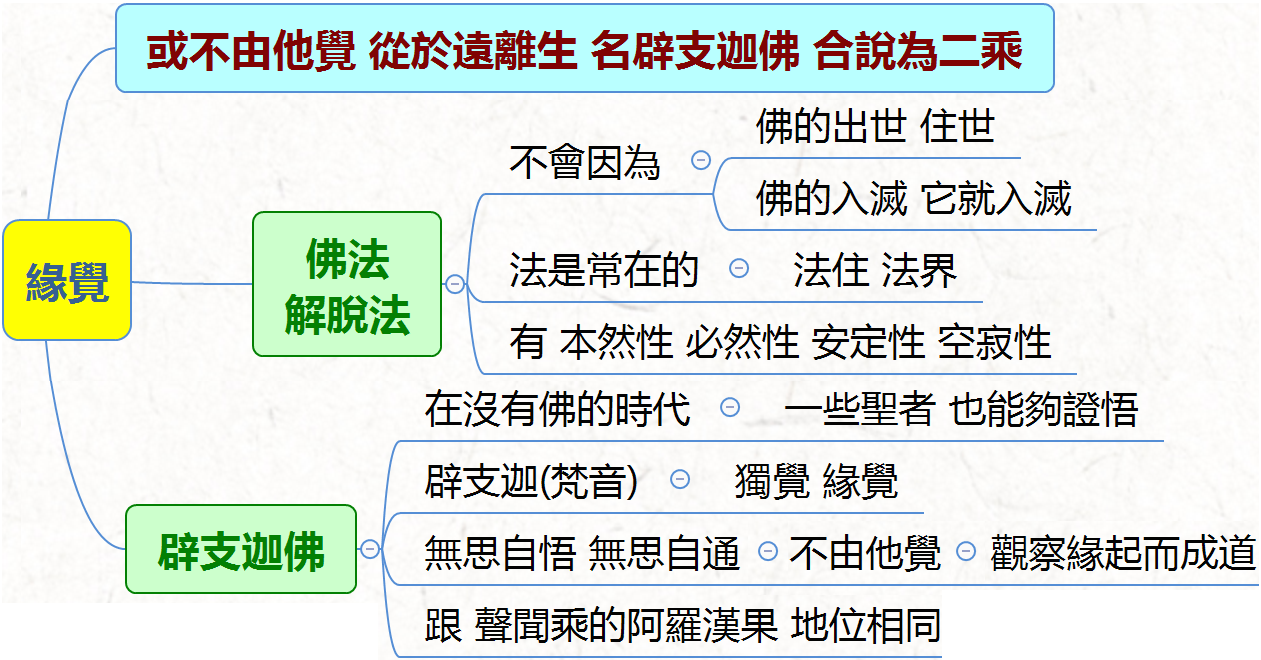 或不由他覺 從於遠離生 名辟支迦佛 合說為二乘
緣覺
佛法
解脫法
不會因為
佛的出世 住世
佛的入滅 它就入滅
法是常在的
法住 法界
有 本然性 必然性 安定性 空寂性
辟支迦佛
在沒有佛的時代
一些聖者 也能夠證悟
辟支迦(梵音)
獨覺 緣覺
無思自悟 無思自通
不由他覺
觀察緣起而成道
跟 聲聞乘的阿羅漢果 地位相同